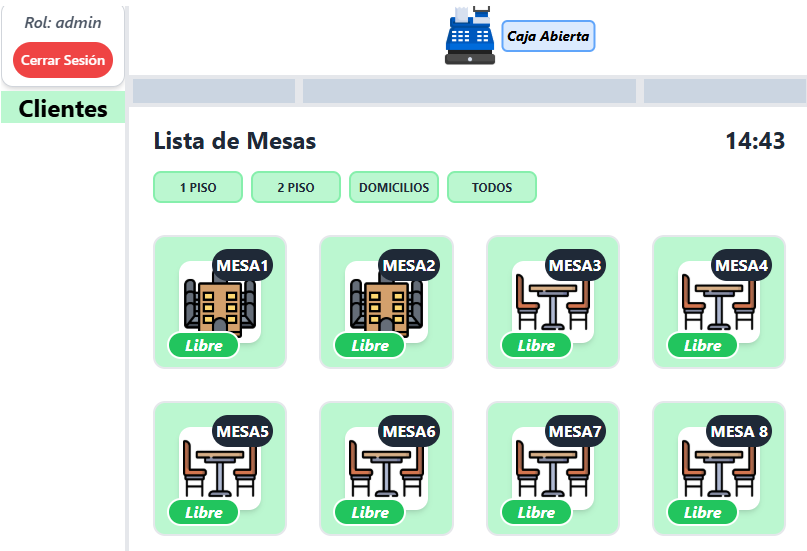 Rol: admin
Cerrar Sesión
Clientes
Caja Abierta
Lista de Mesas
14:43
1 PISO
2 PISO
DOMICILIOS
TODOS
MESA1
Libre
MESA2
Libre
MESA3
Libre
MESA4
Libre
MESA5
Libre
MESA6
Libre
MESA7
Libre
MESA 8
Libre